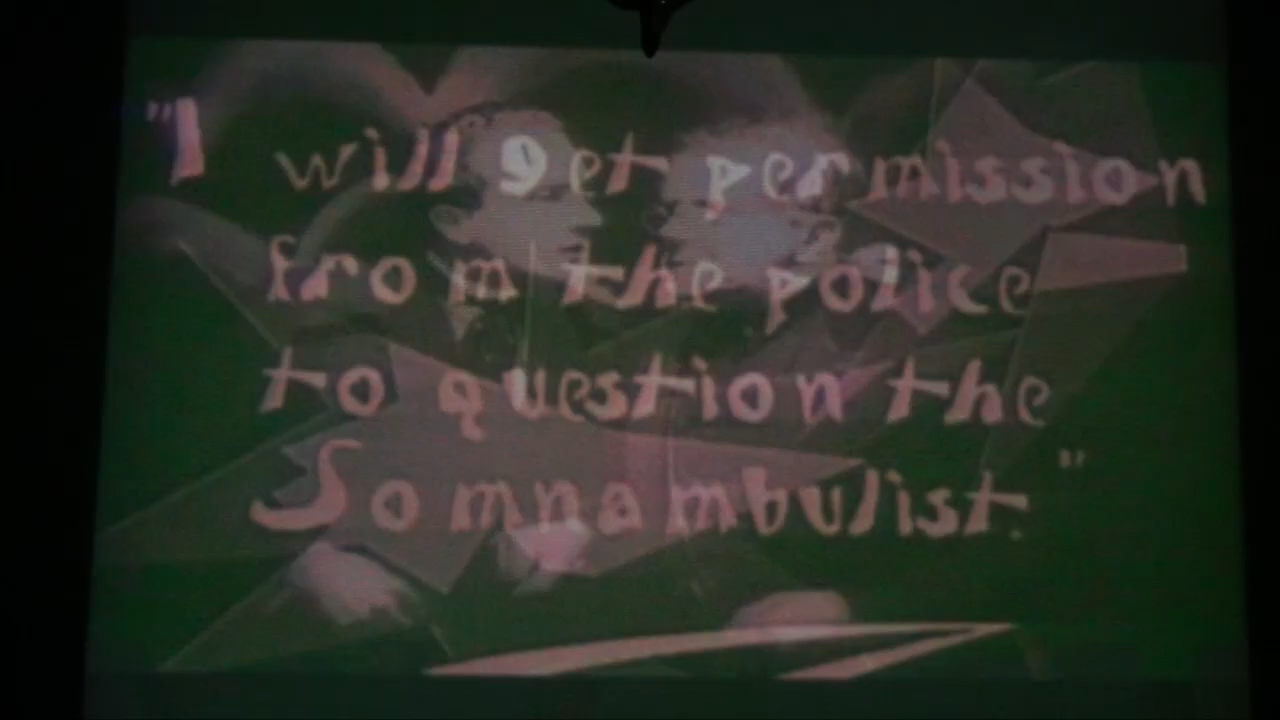 "I will get permission
from the police
to question the
Somnambulist."